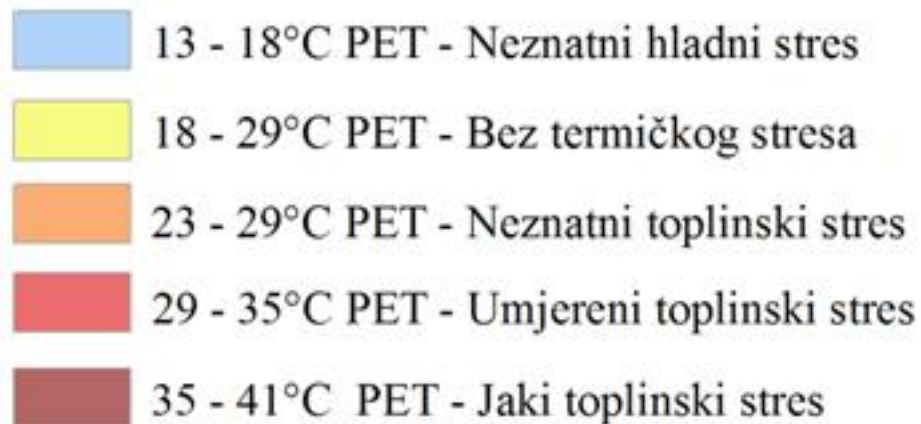 13 - 18°C PET - Neznatni hladni stres
18 - 29°C PET - Bez termičkog stresa
23 - 29°C PET - Neznatni toplinski stres
29 - 35°C PET - Umjereni toplinski stres
35 - 41°C PET - Jaki toplinski stres